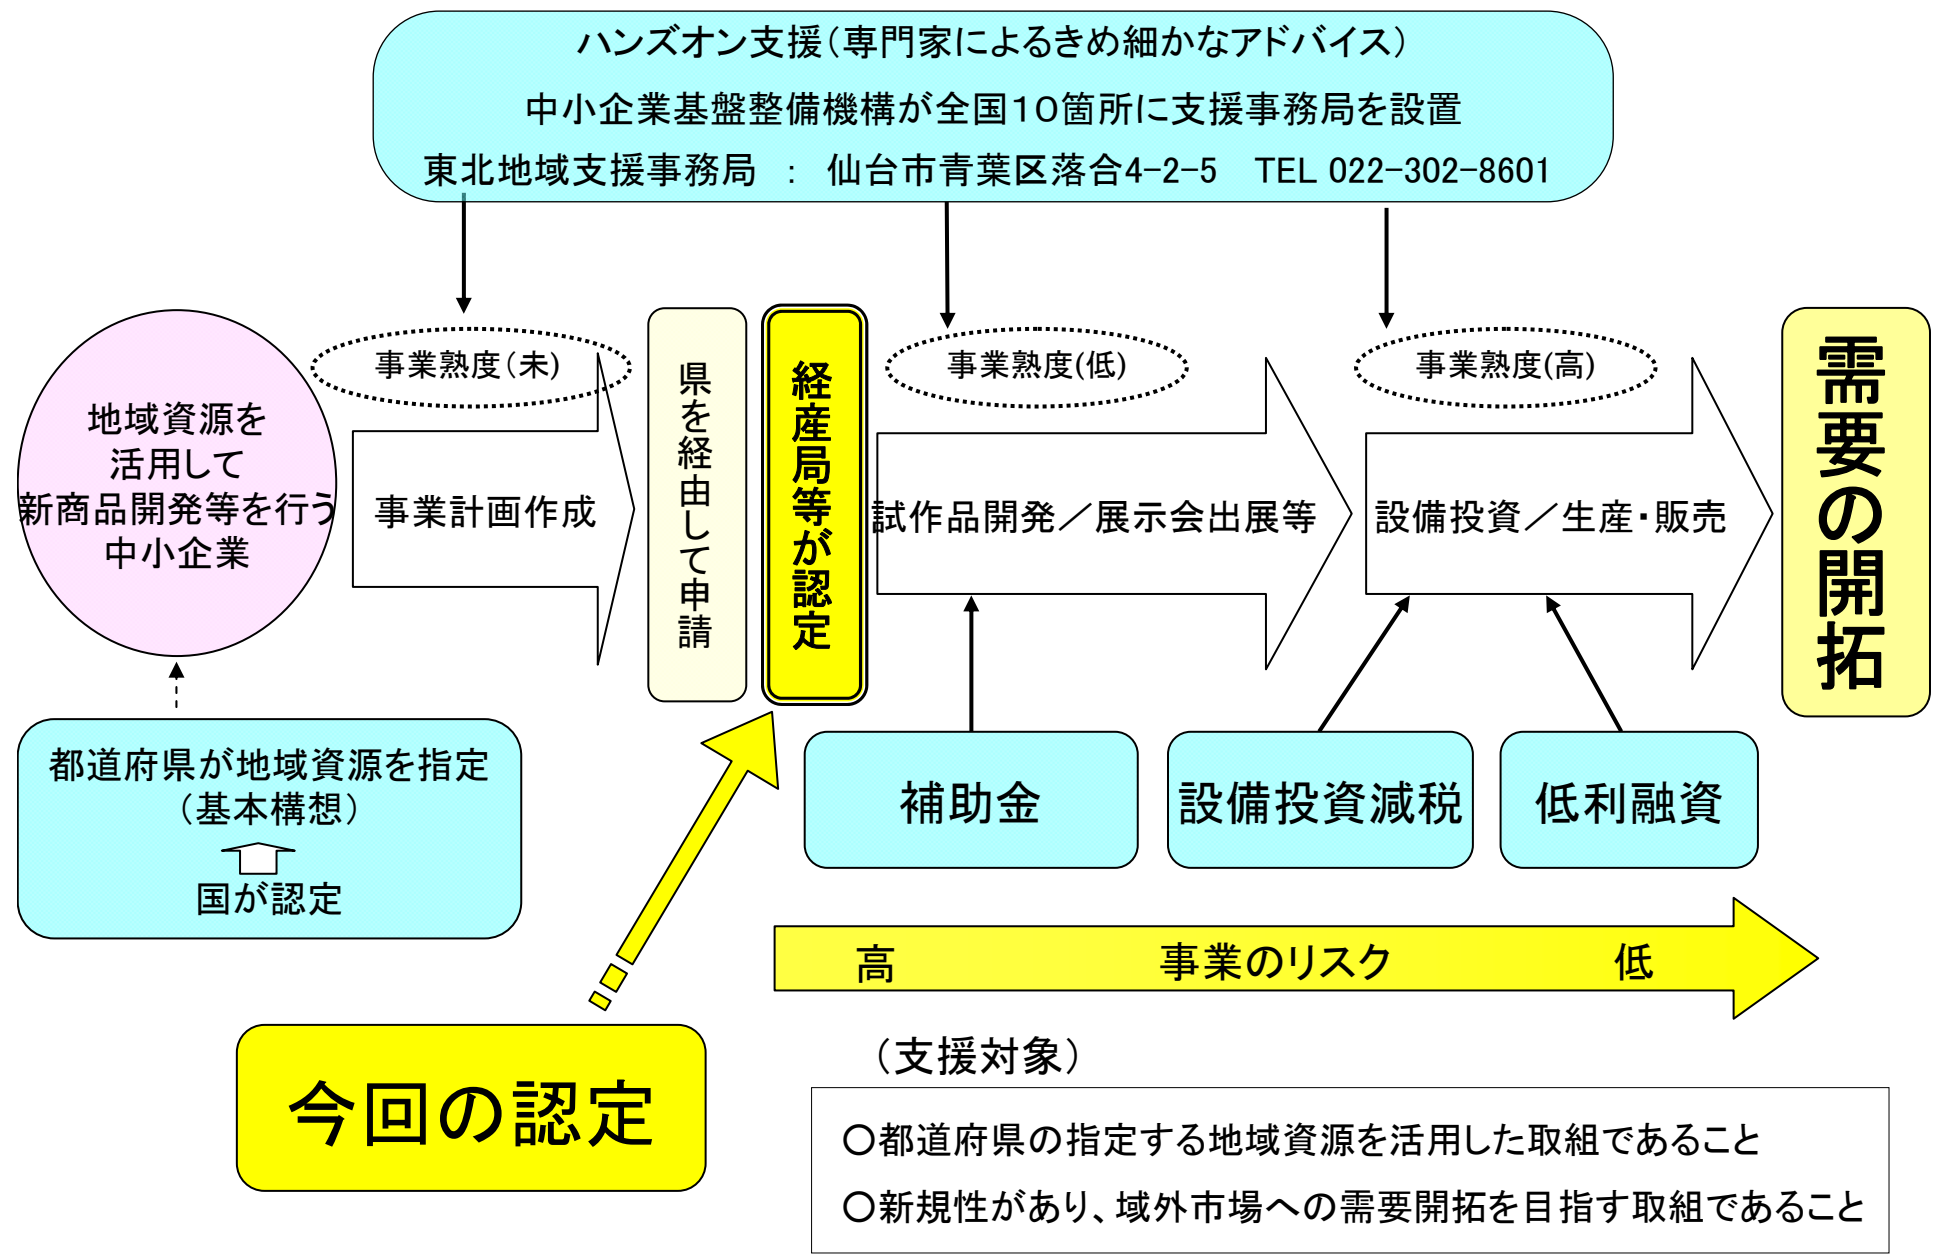 ハンズオン支援（専門家によるきめ細かなアドバイス）
中小企業基盤整備機構が全国１０箇所に支援事務局を設置
東北地域支援事務局　：　仙台市青葉区落合4-2-5　TEL 022-302-8601
事業熟度（未)
事業熟度(低)
事業熟度(高)
地域資源を
活用して
新商品開発等を行う
中小企業
事業計画作成
県を経由して申請
経産局等が認定
試作品開発／展示会出展等
設備投資／生産・販売
需要の開拓
都道府県が地域資源を指定
（基本構想）
国が認定
補助金
設備投資減税
低利融資
高　事業のリスク　低
今回の認定
（支援対象）
〇都道府県の指定する地域資源を活用した取組であること
〇新規性があり、域外市場への需要開拓を目指す取組であること